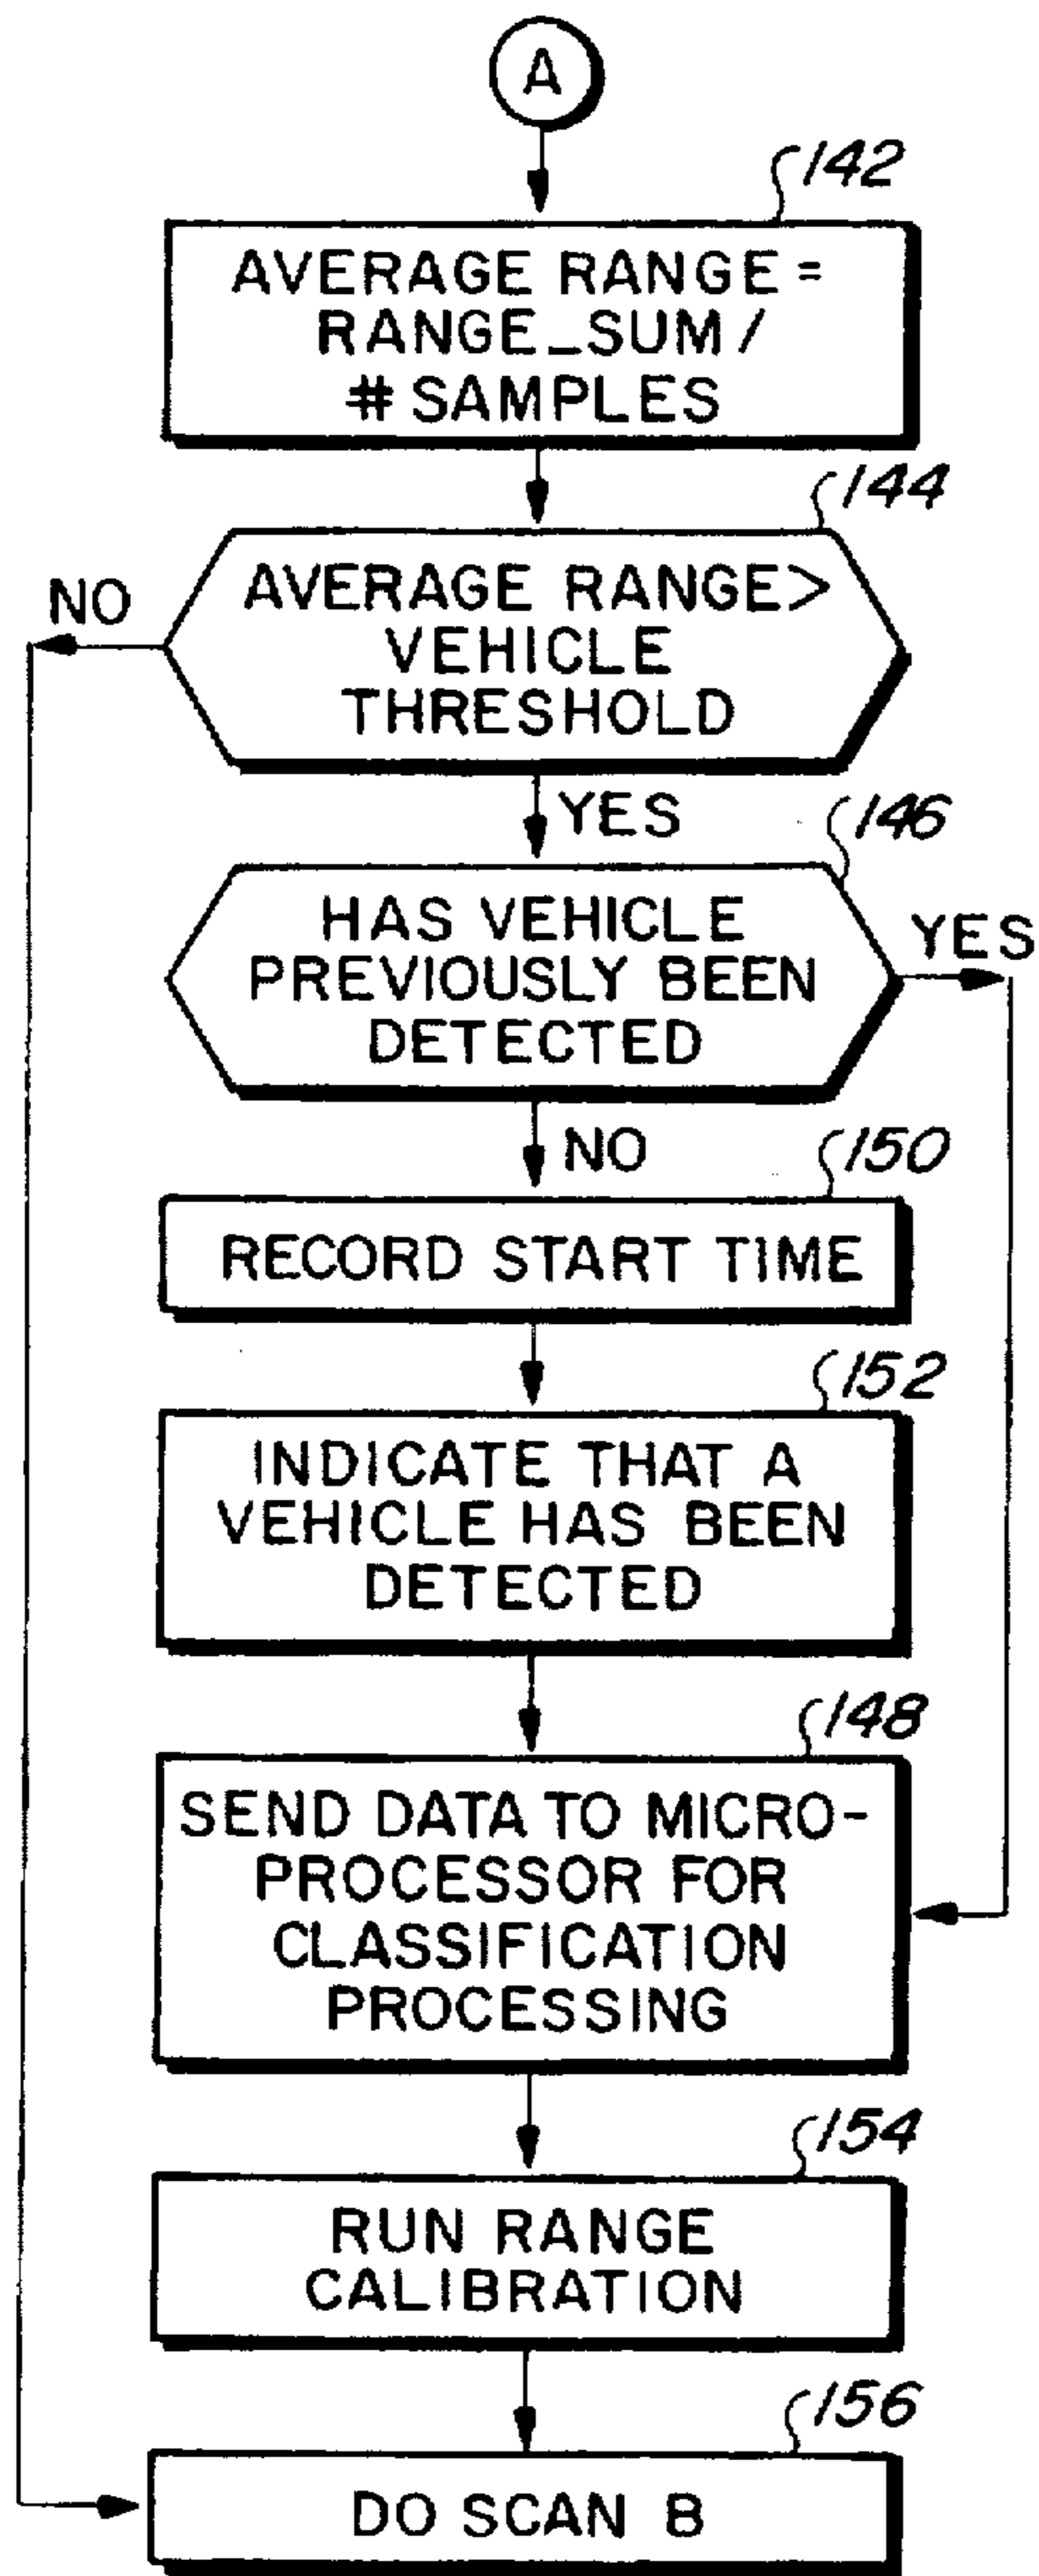 A
142
AVERAGE RANGE =
RANGE_SUM /
# SAMPLES
144
AVERAGE RANGE>
VEHICLE
THRESHOLD
NO
YES
146
HAS VEHICLE
PREVIOUSLY BEEN
DETECTED
YES
NO
150
RECORD START TIME
152
INDICATE THAT A
VEHICLE HAS BEEN
DETECTED
148
SEND DATA TO MICRO-
PROCESSOR FOR
CLASSIFICATION
PROCESSING
154
RUN RANGE
CALIBRATION
156
DO SCAN B